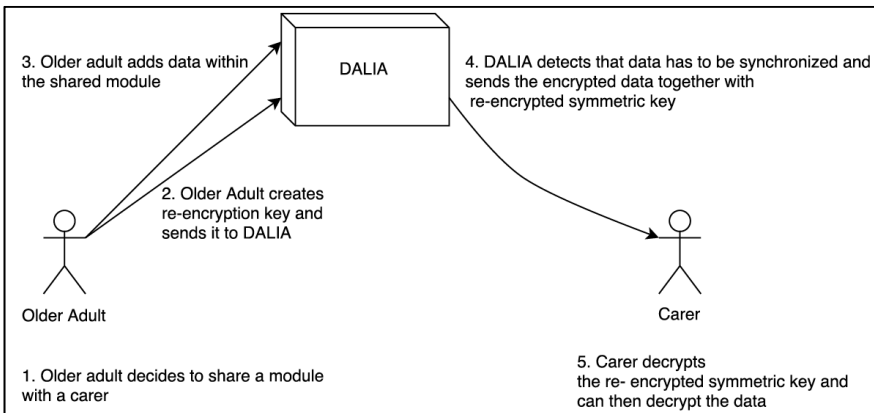 3. Older adult adds data within
the shared module
DALIA
4. DALIA detects that data has to be synchronized and
sends the encrypted data together with
re-encrypted symmetric key
2. Older Adult creates
re-encryption key and
sends it to DALIA
Older Adult
Carer
1. Older adult decides to share a module
with a carer
5. Carer decrypts
the re- encrypted symmetric key and
can then decrypt the data